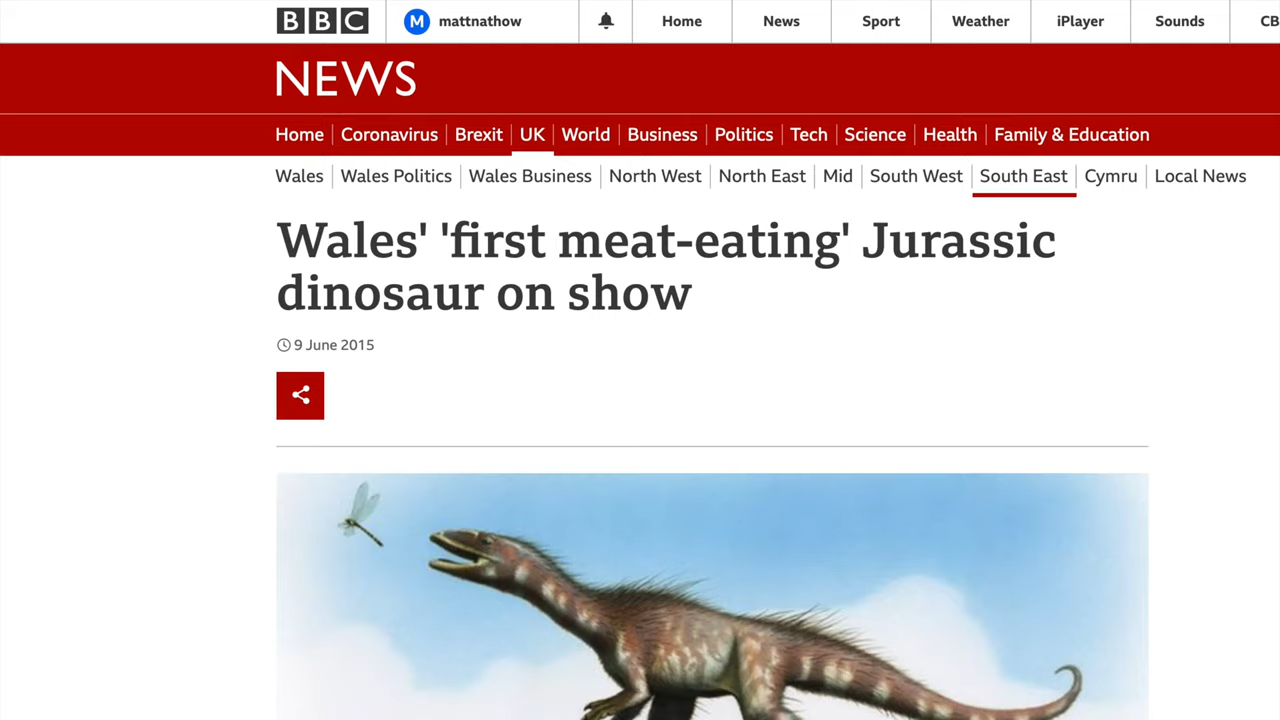 BBC M mattnathow Home News Sport Weather iPlayer Sounds CB
NEWS
Home Coronavirus Brexit UK World Business Politics Tech Science Health Family & Education
Wales Wales Politics Wales Business North West North East Mid South West South East Cymru Local News
Wales' 'first meat-eating' Jurassic
dinosaur on show
9 June 2015